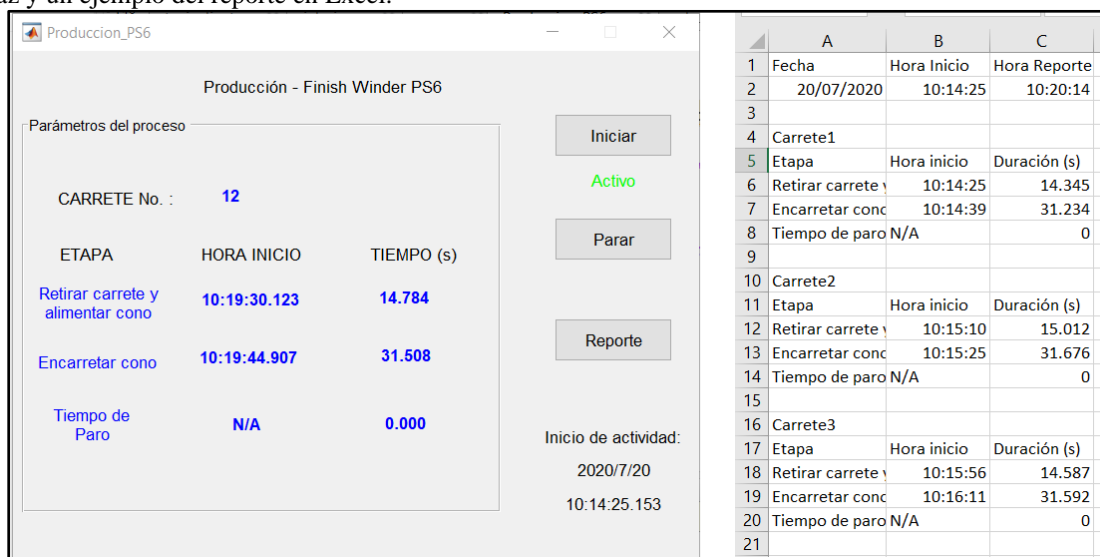 az y un ejemplo del reporte en Excel.
Produccion_PS6
Producción - Finish Winder PS6
Parámetros del proceso
CARRETE No. : 12
ETAPA HORA INICIO TIEMPO (s)
Retirar carrete y
alimentar cono
10:19:30.123 14.784
Encarretar cono 10:19:44.907 31.508
Tiempo de
Paro
N/A 0.000
Iniciar
Activo
Parar
Reporte
Inicio de actividad:
2020/7/20
10:14:25.153
A B C
1 Fecha Hora Inicio Hora Reporte
2 20/07/2020 10:14:25 10:20:14
3
4 Carrete1
5 Etapa Hora inicio Duración (s)
6 Retirar carrete 10:14:25 14.345
7 Encarretar conc 10:14:39 31.234
8 Tiempo de paro N/A 0
9
10 Carrete2
11 Etapa Hora inicio Duración (s)
12 Retirar carrete 10:15:10 15.012
13 Encarretar conc 10:15:25 31.676
14 Tiempo de paro N/A 0
15
16 Carrete3
17 Etapa Hora inicio Duración (s)
18 Retirar carrete 10:15:56 14.587
19 Encarretar conc 10:16:11 31.592
20 Tiempo de paro N/A 0
21